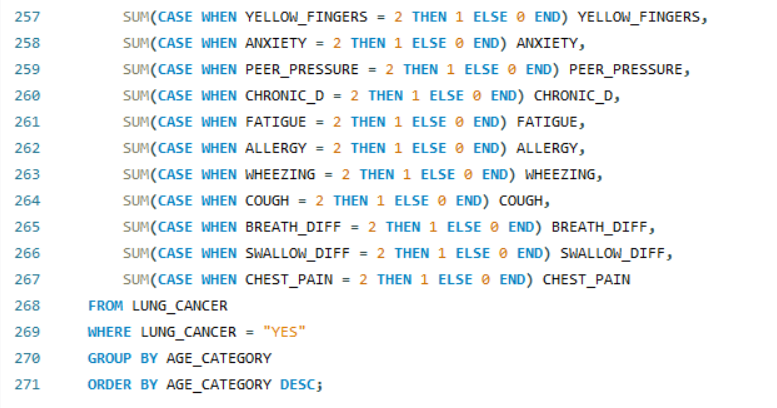 257 SUM(CASE WHEN YELLOW_FINGERS = 2 THEN 1 ELSE 0 END) YELLOW_FINGERS,
258 SUM(CASE WHEN ANXIETY = 2 THEN 1 ELSE 0 END) ANXIETY,
259 SUM(CASE WHEN PEER_PRESSURE = 2 THEN 1 ELSE 0 END) PEER_PRESSURE,
260 SUM(CASE WHEN CHRONIC_D = 2 THEN 1 ELSE 0 END) CHRONIC_D,
261 SUM(CASE WHEN FATIGUE = 2 THEN 1 ELSE 0 END) FATIGUE,
262 SUM(CASE WHEN ALLERGY = 2 THEN 1 ELSE 0 END) ALLERGY,
263 SUM(CASE WHEN WHEEZING = 2 THEN 1 ELSE 0 END) WHEEZING,
264 SUM(CASE WHEN COUGH = 2 THEN 1 ELSE 0 END) COUGH,
265 SUM(CASE WHEN BREATH_DIFF = 2 THEN 1 ELSE 0 END) BREATH_DIFF,
266 SUM(CASE WHEN SWALLOW_DIFF = 2 THEN 1 ELSE 0 END) SWALLOW_DIFF,
267 SUM(CASE WHEN CHEST_PAIN = 2 THEN 1 ELSE 0 END) CHEST_PAIN
268 FROM LUNG_CANCER
269 WHERE LUNG_CANCER = "YES"
270 GROUP BY AGE_CATEGORY
271 ORDER BY AGE_CATEGORY DESC;